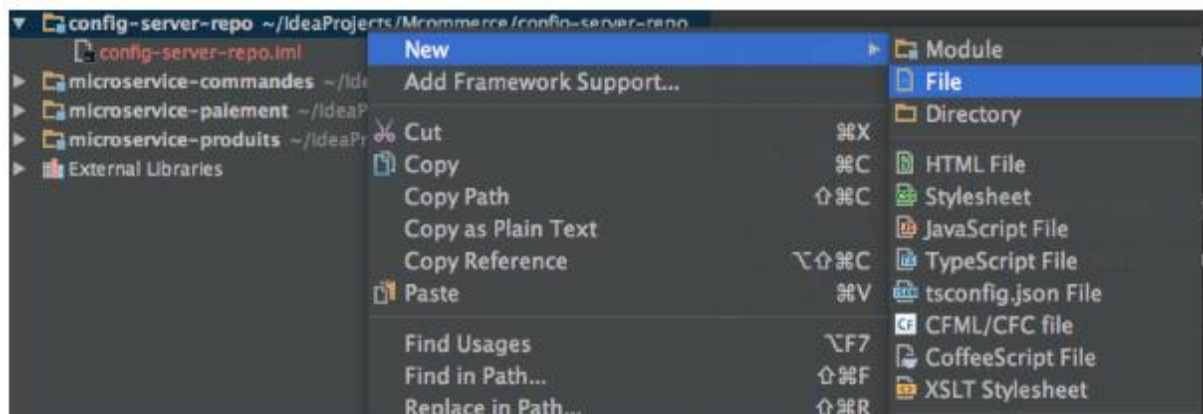 config-server-repo ~/IdeaProjects/Mcommerce/config-server-repo
config-server-repo.iml
microservice-commandes ~/Ide
microservice-paiement ~/IdeaP
microservice-produits ~/IdeaPr
External Libraries
New
Add Framework Support...
Cut ⌘X
Copy ⌘C
Copy Path ⇧⌘C
Copy as Plain Text
Copy Reference ⌥⇧⌘C
Paste ⌘V
Find Usages ⌥F7
Find in Path... ⇧⌘F
Replace in Path... ⇧⌘R
Module
File
Directory
HTML File
Stylesheet
JavaScript File
TypeScript File
tsconfig.json File
CFML/CFC file
CoffeeScript File
XSLT Stylesheet